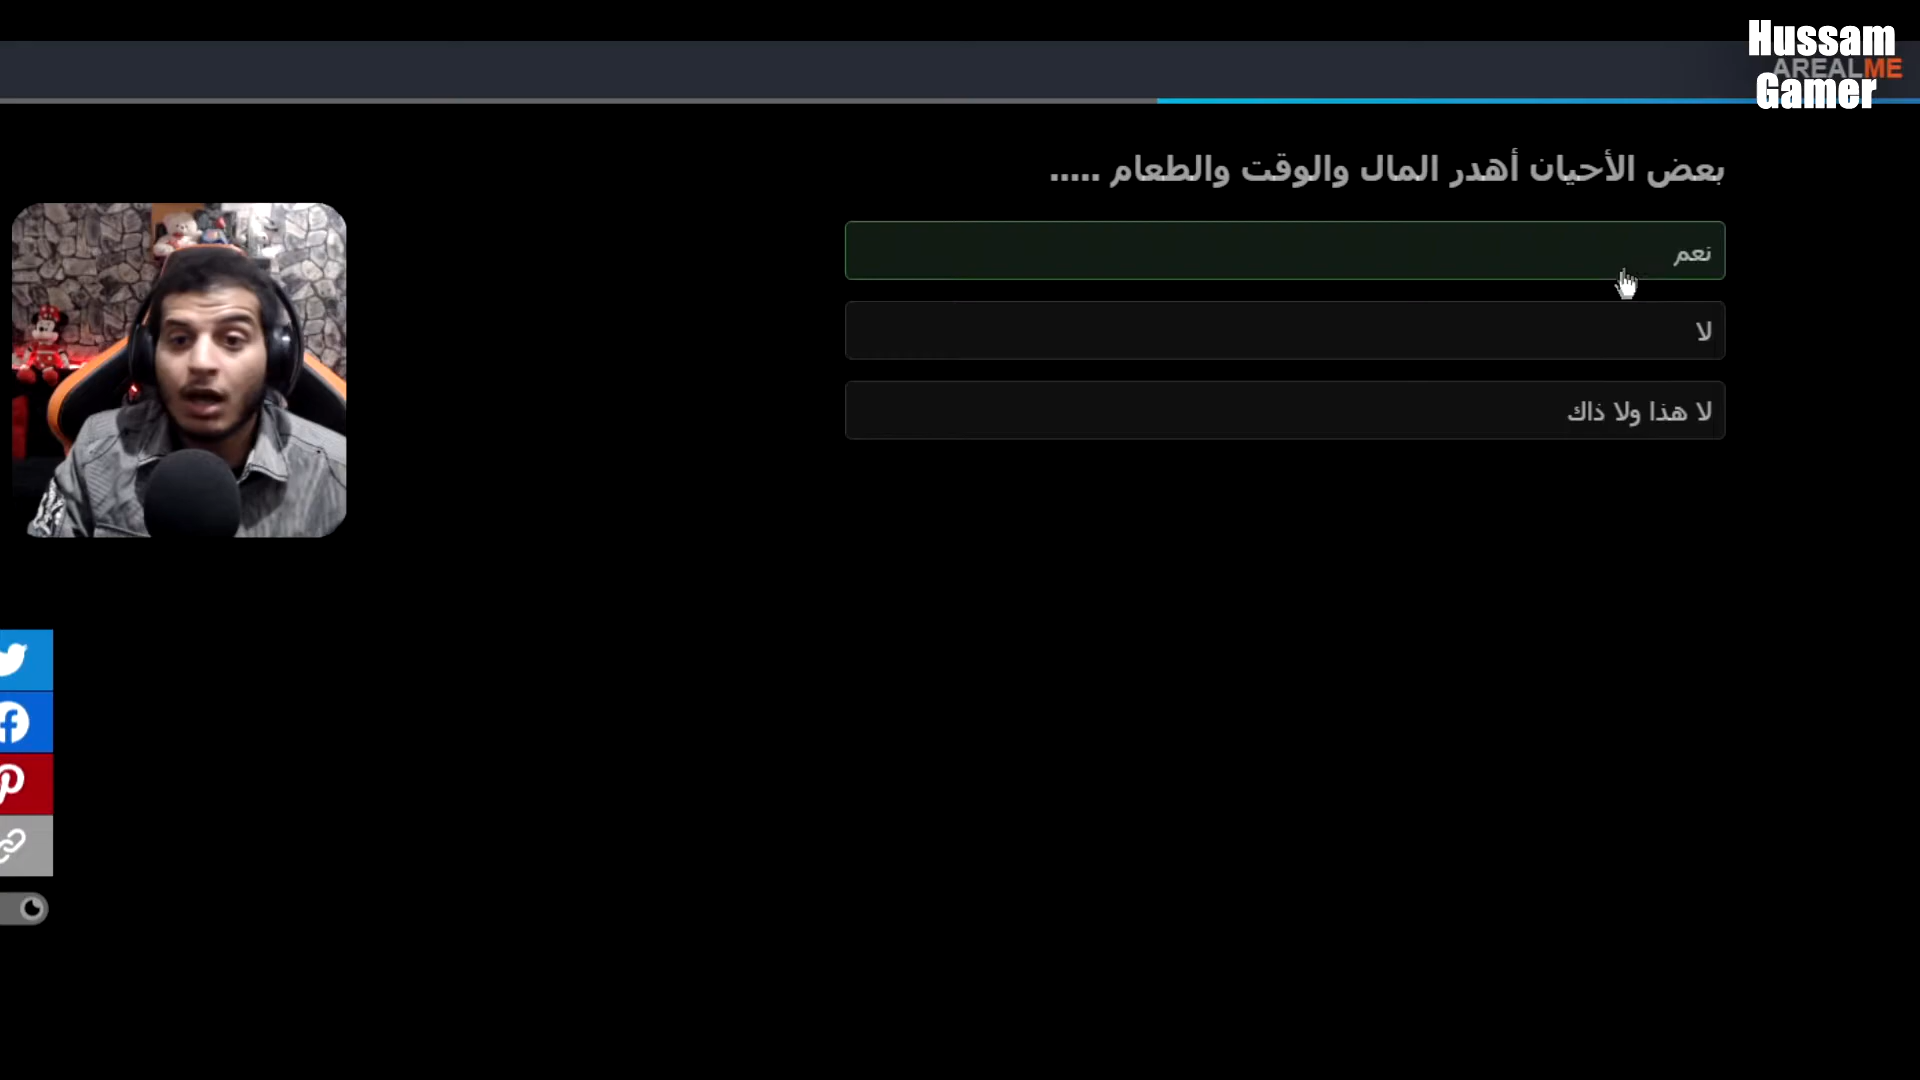 Hussam
AREALME
Gamer
بعض الأحيان أهدر المال والوقت والطعام .....
نعم
لا
لا هذا ولا ذاك